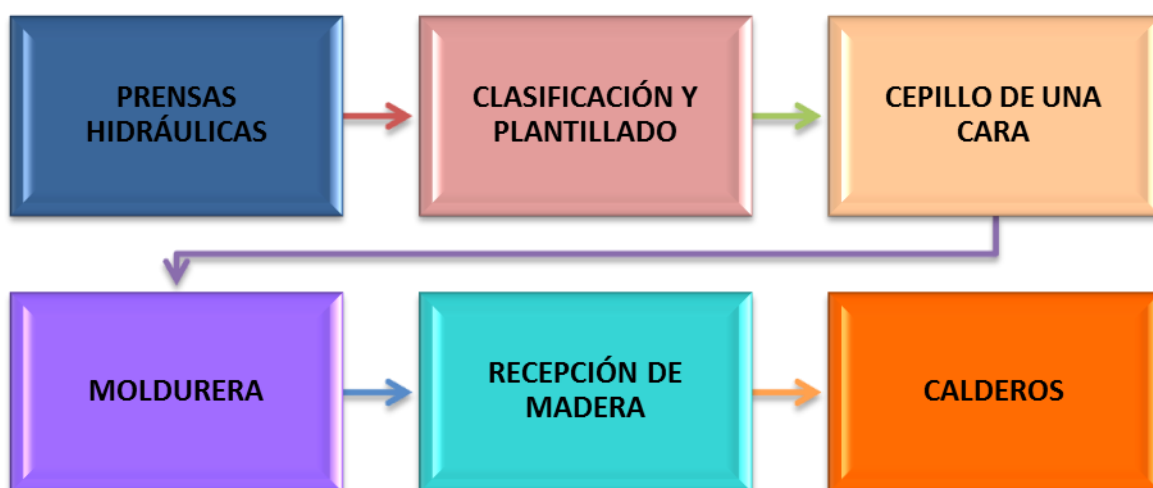 PRENSAS
HIDRÁULICAS
CLASIFICACIÓN Y
PLANTILLADO
CEPILLO DE UNA
CARA
MOLDURERA
RECEPCIÓN DE
MADERA
CALDEROS